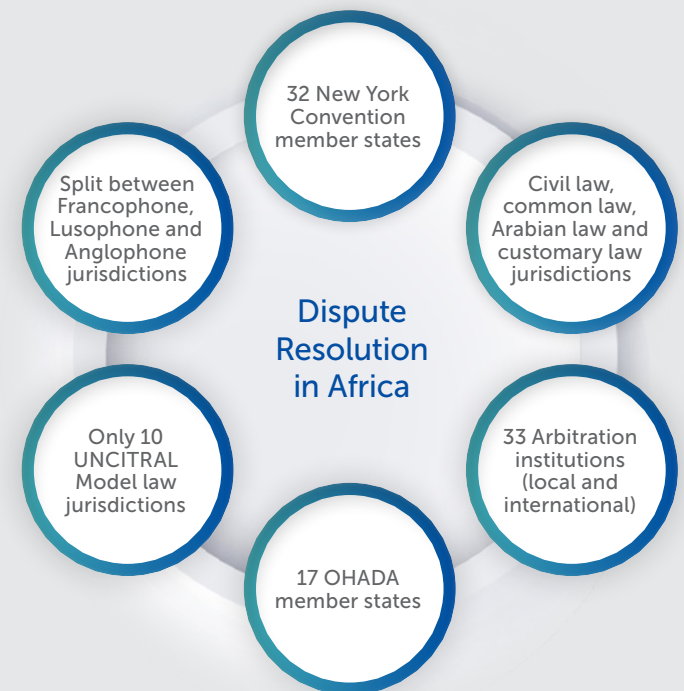 32 New York
Convention
member states
Split between
Francophone,
Lusophone and
Anglophone
jurisdictions
Civil law,
common law,
Arabian law and
customary law
jurisdictions
Dispute
Resolution
in Africa
Only 10
UNCITRAL
Model law
jurisdictions
33 Arbitration
institutions
(local and
international)
17 OHADA
member states